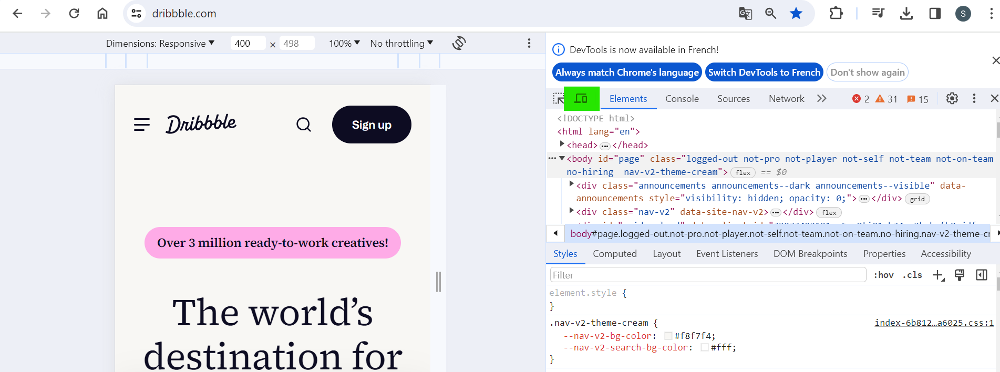 dribbble.com
S
Dimensions: Responsive
400 × 498
100%
No throttling
Dribbble
Sign up
Over 3 million ready-to-work creatives!
The world’s
destination for
DevTools is now available in French!
Always match Chrome's language
Switch DevTools to French
Don't show again
Elements
Console
Sources
Network
2
31
15
<!DOCTYPE html>
<html lang="en">
<head> … </head>
<body id="page" class="logged-out not-pro not-player not-self not-team not-on-team
no-hiring nav-v2-theme-cream"> flex == $0
<div class="announcements announcements--dark announcements--visible" data-
announcements style="visibility: hidden; opacity: 0;"> … </div> grid
<div class="nav-v2" data-site-nav-v2> … </div> flex
body#page.logged-out.not-pro.not-player.not-self.not-team.not-on-team.no-hiring.nav-v2-theme-cr
Styles
Computed
Layout
Event Listeners
DOM Breakpoints
Properties
Accessibility
Filter
:hov .cls
element.style {
}
.nav-v2-theme-cream { index-6b812…a6025.css:1
--nav-v2-bg-color: #f8f7f4;
--nav-v2-search-bg-color: #fff;
}